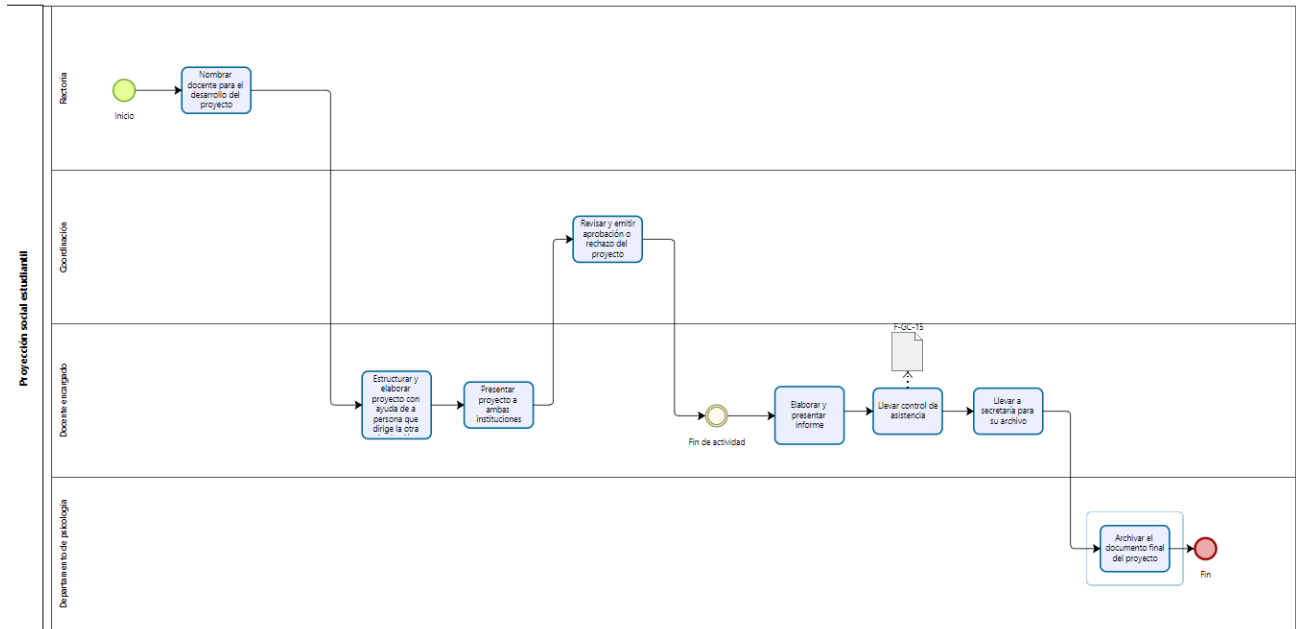 Proyección social estudiantil
Rectoría
Inicio
Nombrar
docente para el
desarrollo del
proyecto
Coordinación
Revisar y emitir
aprobación o
rechazo del
proyecto
Docente encargado
Estructurar y
elaborar
proyecto con
ayuda de a
persona que
dirige la otra
Presentar
proyecto a
ambas
instituciones
Fin de actividad
Elaborar y
presentar
informe
F-GC-15
Llevar control de
asistencia
Llevar a
secretaría para
su archivo
Departamento de psicología
Archivar el
documento final
del proyecto
Fin